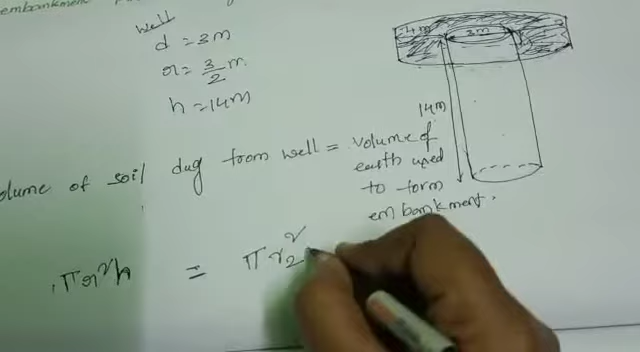 embankment
well
d = 3m
r = 3/2 m.
h = 14m
4m
3m
14m
Volume of soil dug from well = volume of
earth used
to form
embankment.
πr²h = πr₂²